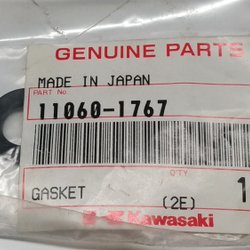 GENUINE PARTS
MADE IN JAPAN
PART No.
11060-1767
GASKET
Q'TY
(2E)
1
Kawasaki